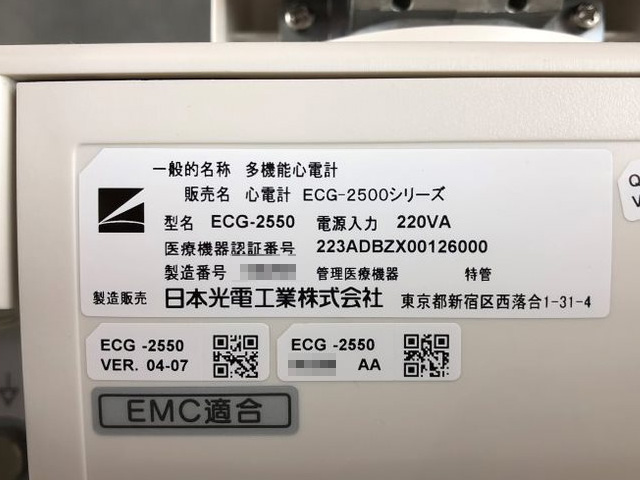 一般的名称 多機能心電計
販売名 心電計 ECG-2500シリーズ
型名 ECG-2550 電源入力 220VA
医療機器認証番号 223ADBZX00126000
製造番号 管理医療機器 特管
製造販売 日本光電工業株式会社 東京都新宿区西落合1-31-4
ECG -2550
VER. 04-07
ECG -2550
AA
EMC適合